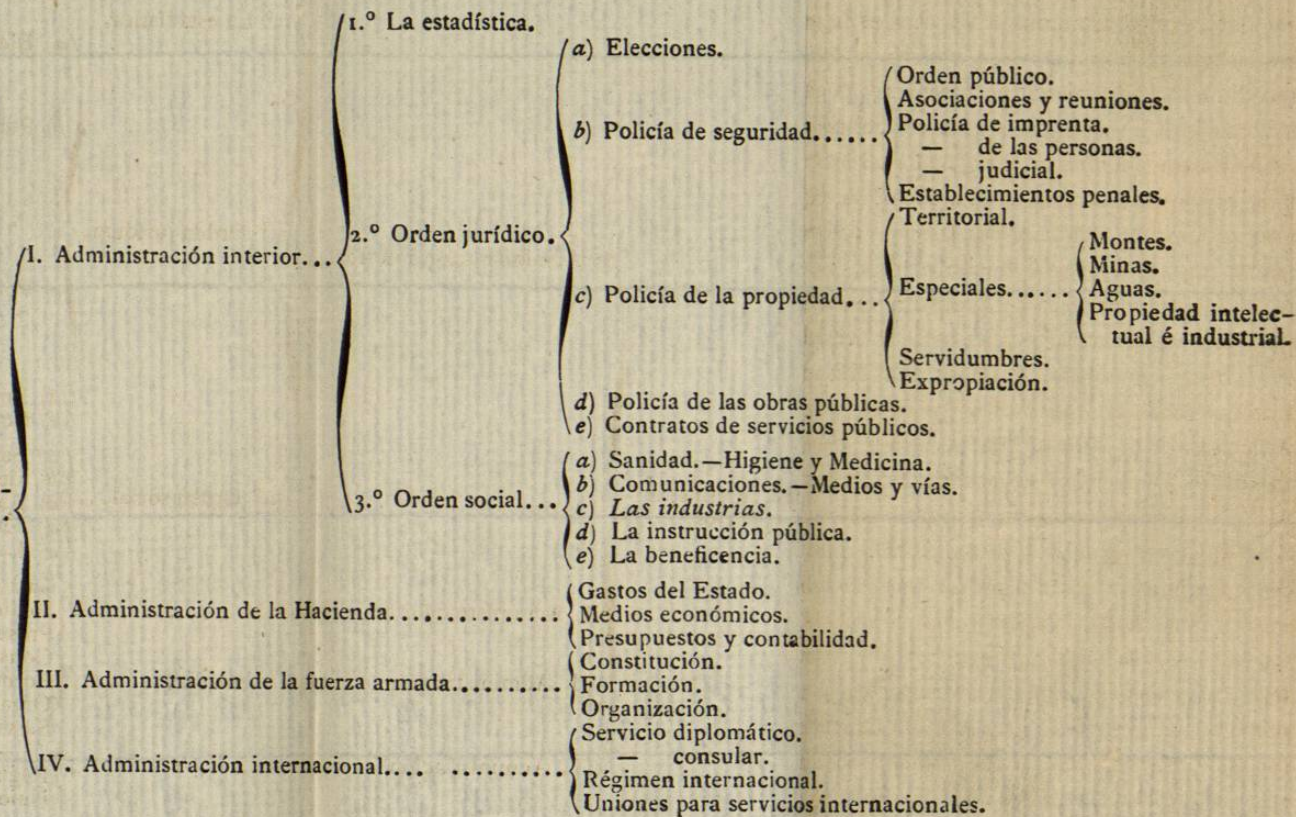 1.º La estadística.
a) Elecciones.
b) Policía de seguridad......
Orden público.
Asociaciones y reuniones.
Policía de imprenta.
— de las personas.
— judicial.
Establecimientos penales.
I. Administración interior...
2.º Orden jurídico.
c) Policía de la propiedad...
Territorial.
Especiales......
Montes.
Minas.
Aguas.
Propiedad intelec-
tual é industrial.
Servidumbres.
Expropiación.
d) Policía de las obras públicas.
e) Contratos de servicios públicos.
3.º Orden social...
a) Sanidad.—Higiene y Medicina.
b) Comunicaciones.—Medios y vías.
c) Las industrias.
d) La instrucción pública.
e) La beneficencia.
II. Administración de la Hacienda...............
Gastos del Estado.
Medios económicos.
Presupuestos y contabilidad.
III. Administración de la fuerza armada..........
Constitución.
Formación.
Organización.
IV. Administración internacional.... ..........
Servicio diplomático.
— consular.
Régimen internacional.
Uniones para servicios internacionales.